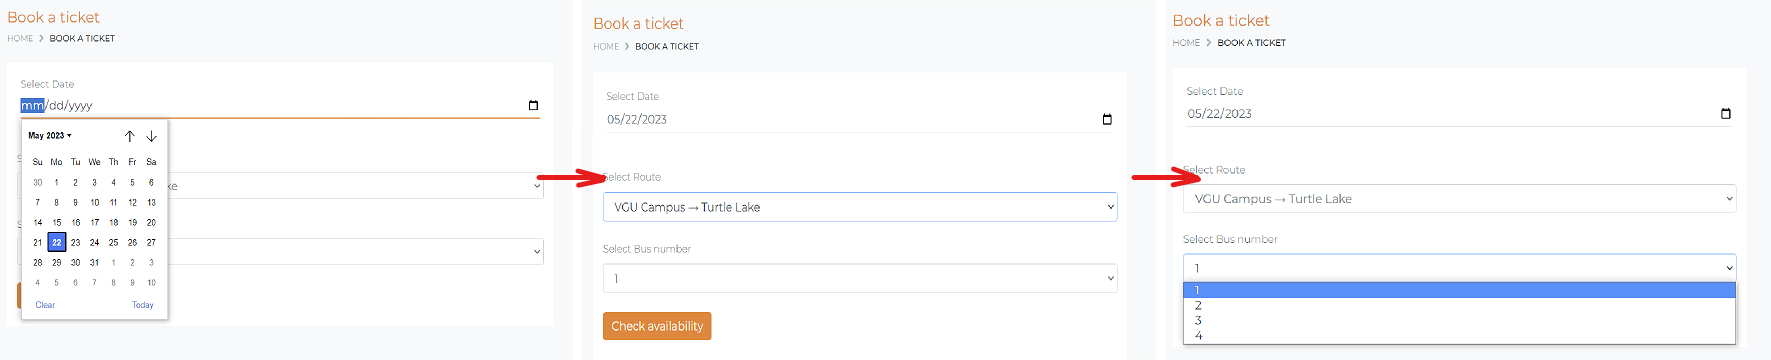 Book a ticket
HOME > BOOK A TICKET
Select Date
mm/dd/yyyy
May 2023
Su Mo Tu We Th Fr Sa
30 1 2 3 4 5 6
7 8 9 10 11 12 13
14 15 16 17 18 19 20
21 22 23 24 25 26 27
28 29 30 31 1 2 3
4 5 6 7 8 9 10
Clear Today
S
ke
S
Book a ticket
HOME > BOOK A TICKET
Select Date
05/22/2023
Select Route
VGU Campus → Turtle Lake
Select Bus number
1
Check availability
Book a ticket
HOME > BOOK A TICKET
Select Date
05/22/2023
Select Route
VGU Campus → Turtle Lake
Select Bus number
1
1
2
3
4